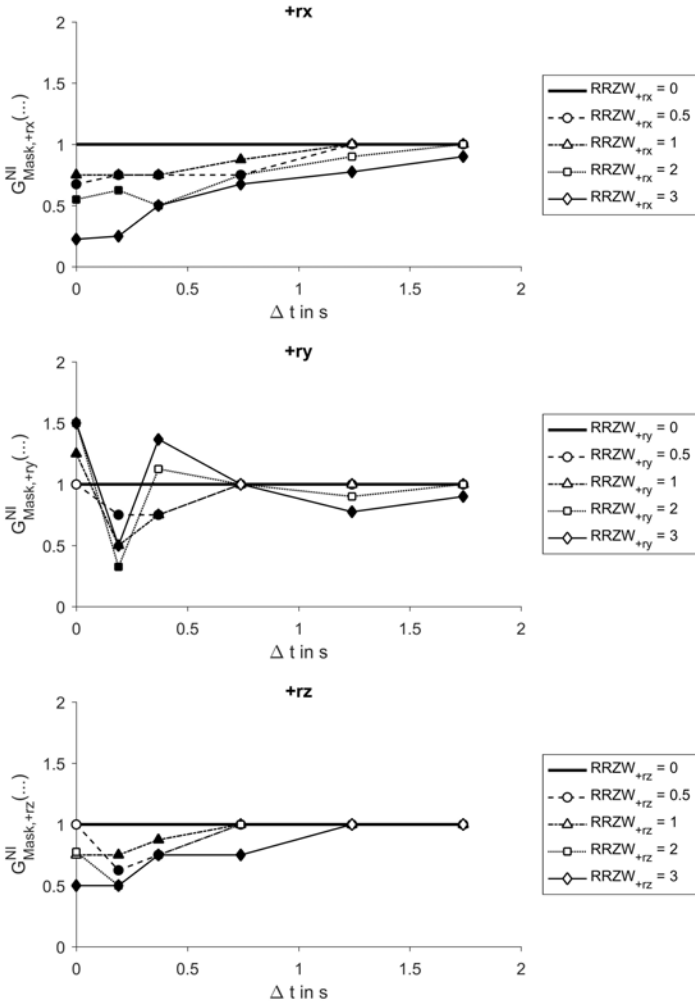 +rx
2
1.5
1
0.5
0
G^NI_Mask,+rx(...)
0 0.5 1 1.5 2
Δ t in s
RRZW_+rx = 0
RRZW_+rx = 0.5
RRZW_+rx = 1
RRZW_+rx = 2
RRZW_+rx = 3
+ry
2
1.5
1
0.5
0
G^NI_Mask,+ry(...)
0 0.5 1 1.5 2
Δ t in s
RRZW_+ry = 0
RRZW_+ry = 0.5
RRZW_+ry = 1
RRZW_+ry = 2
RRZW_+ry = 3
+rz
2
1.5
1
0.5
0
G^NI_Mask,+rz(...)
0 0.5 1 1.5 2
Δ t in s
RRZW_+rz = 0
RRZW_+rz = 0.5
RRZW_+rz = 1
RRZW_+rz = 2
RRZW_+rz = 3